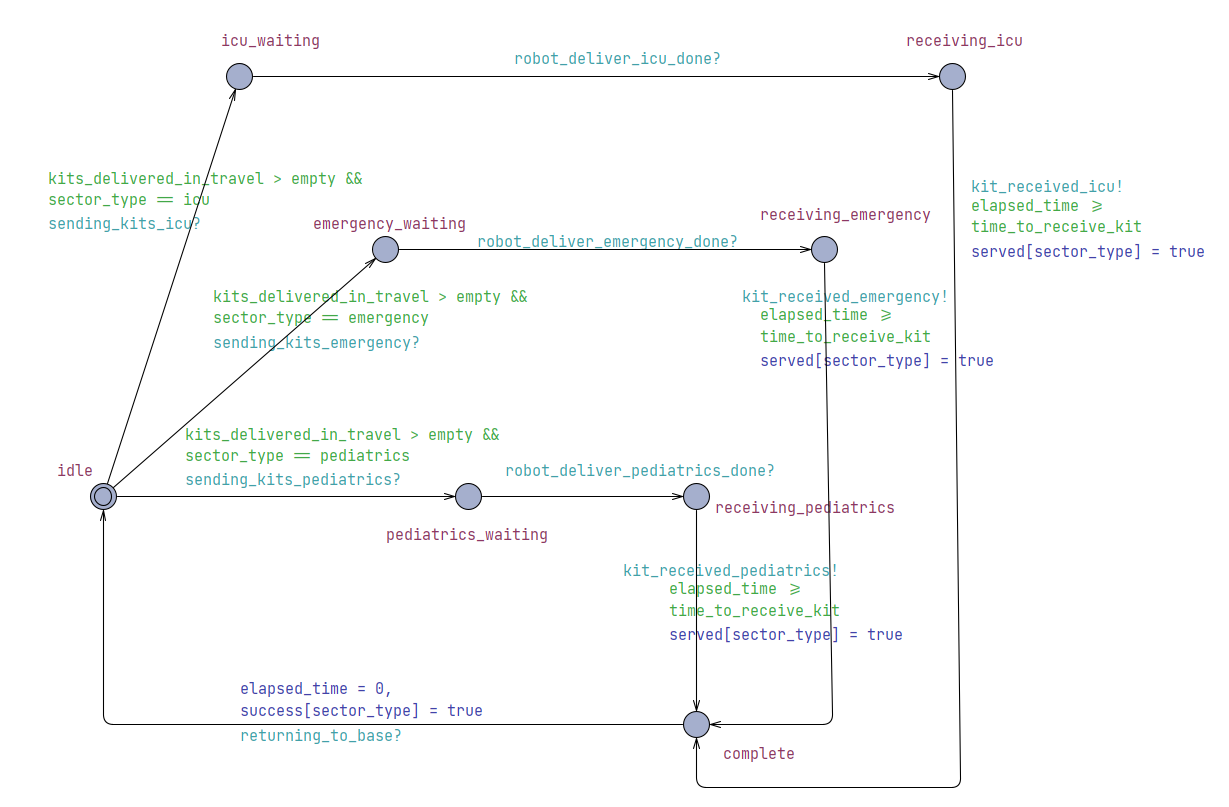 icu_waiting
receiving_icu
robot_deliver_icu_done?
kits_delivered_in_travel > empty &&
sector_type == icu
sending_kits_icu?
kit_received_icu!
elapsed_time ≥
time_to_receive_kit
served[sector_type] = true
emergency_waiting
receiving_emergency
robot_deliver_emergency_done?
kits_delivered_in_travel > empty &&
sector_type == emergency
sending_kits_emergency?
kit_received_emergency!
elapsed_time ≥
time_to_receive_kit
served[sector_type] = true
kits_delivered_in_travel > empty &&
sector_type == pediatrics
sending_kits_pediatrics?
idle
robot_deliver_pediatrics_done?
receiving_pediatrics
pediatrics_waiting
kit_received_pediatrics!
elapsed_time ≥
time_to_receive_kit
served[sector_type] = true
elapsed_time = 0,
success[sector_type] = true
returning_to_base?
complete